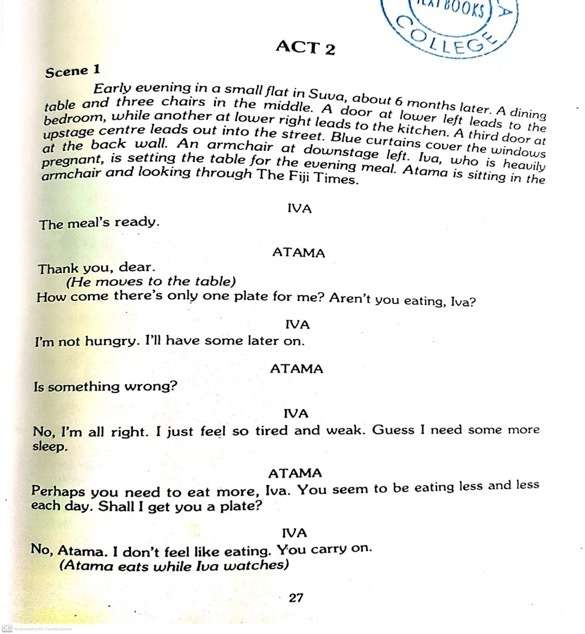 TEXTBOOKS
A
COLLEGE
ACT 2
Scene 1
Early evening in a small flat in Suva, about 6 months later. A dining
table and three chairs in the middle. A door at lower left leads to the
bedroom, while another at lower right leads to the kitchen. A third door at
upstage centre leads out into the street. Blue curtains cover the windows
at the back wall. An armchair at downstage left. Iva, who is heavily
pregnant, is setting the table for the evening meal. Atama is sitting in the
armchair and looking through The Fiji Times.
IVA
The meal's ready.
ATAMA
Thank you, dear.
(He moves to the table)
How come there's only one plate for me? Aren't you eating, Iva?
IVA
I'm not hungry. I'll have some later on.
ATAMA
Is something wrong?
IVA
No, I'm all right. I just feel so tired and weak. Guess I need some more
sleep.
ATAMA
Perhaps you need to eat more, Iva. You seem to be eating less and less
each day. Shall I get you a plate?
IVA
No, Atama. I don't feel like eating. You carry on.
(Atama eats while Iva watches)
27